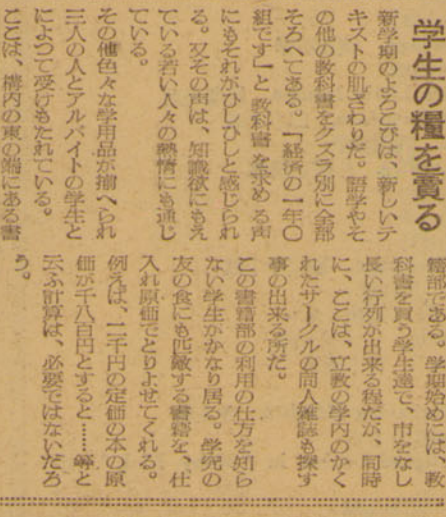 学生の糧を賣る
新学期のよろこびは、新しいテ
キストの肌ざわりだ。語学やそ
の他の教科書をクラス別に全部
そろへてある。「経済の一年〇
組です」と教科書を求める声
にもそれがひしひしと感じられ
る。又その声は、知識欲にもえ
ている若い人々の熱情にも通じ
ている。
その他色々な学用品が揃へられ
三人の人とアルバイトの学生と
によつて受けもたれている。
ここは、構内の東の端にある書
籍部である。学期始めには、教
科書を買う学生達で、市をなし
長い行列が出来る程だが、同時
に、ここは、立教の学内のかく
れたサークルの同人雑誌も探す
事の出来る所だ。
この書籍部の利用の仕方を知ら
ない学生がかなり居る。学究の
友の食にも匹敵する書籍を、仕
入れ原価でとりよせてくれる。
例えば、二千円の定価の本の原
価が千八百円とすると……等と
云ふ計算は、必要ではないだろ
う。